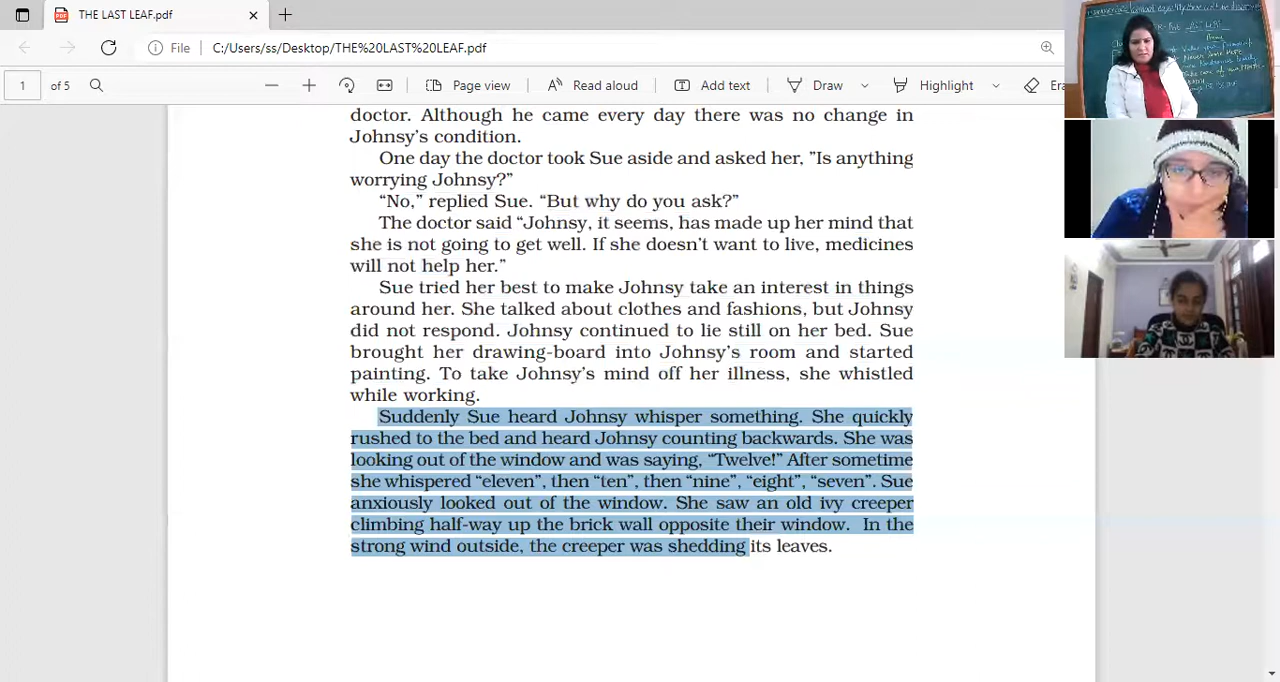 THE LAST LEAF.pdf
File C:/Users/ss/Desktop/THE%20LAST%20LEAF.pdf
1 of 5 Page view Read aloud Add text Draw Highlight Era
doctor. Although he came every day there was no change in
Johnsy's condition.
One day the doctor took Sue aside and asked her, "Is anything
worrying Johnsy?"
"No," replied Sue. "But why do you ask?"
The doctor said "Johnsy, it seems, has made up her mind that
she is not going to get well. If she doesn't want to live, medicines
will not help her."
Sue tried her best to make Johnsy take an interest in things
around her. She talked about clothes and fashions, but Johnsy
did not respond. Johnsy continued to lie still on her bed. Sue
brought her drawing-board into Johnsy's room and started
painting. To take Johnsy's mind off her illness, she whistled
while working.
Suddenly Sue heard Johnsy whisper something. She quickly
rushed to the bed and heard Johnsy counting backwards. She was
looking out of the window and was saying, "Twelve!" After sometime
she whispered "eleven", then "ten", then "nine", "eight", "seven". Sue
anxiously looked out of the window. She saw an old ivy creeper
climbing half-way up the brick wall opposite their window. In the
strong wind outside, the creeper was shedding its leaves.